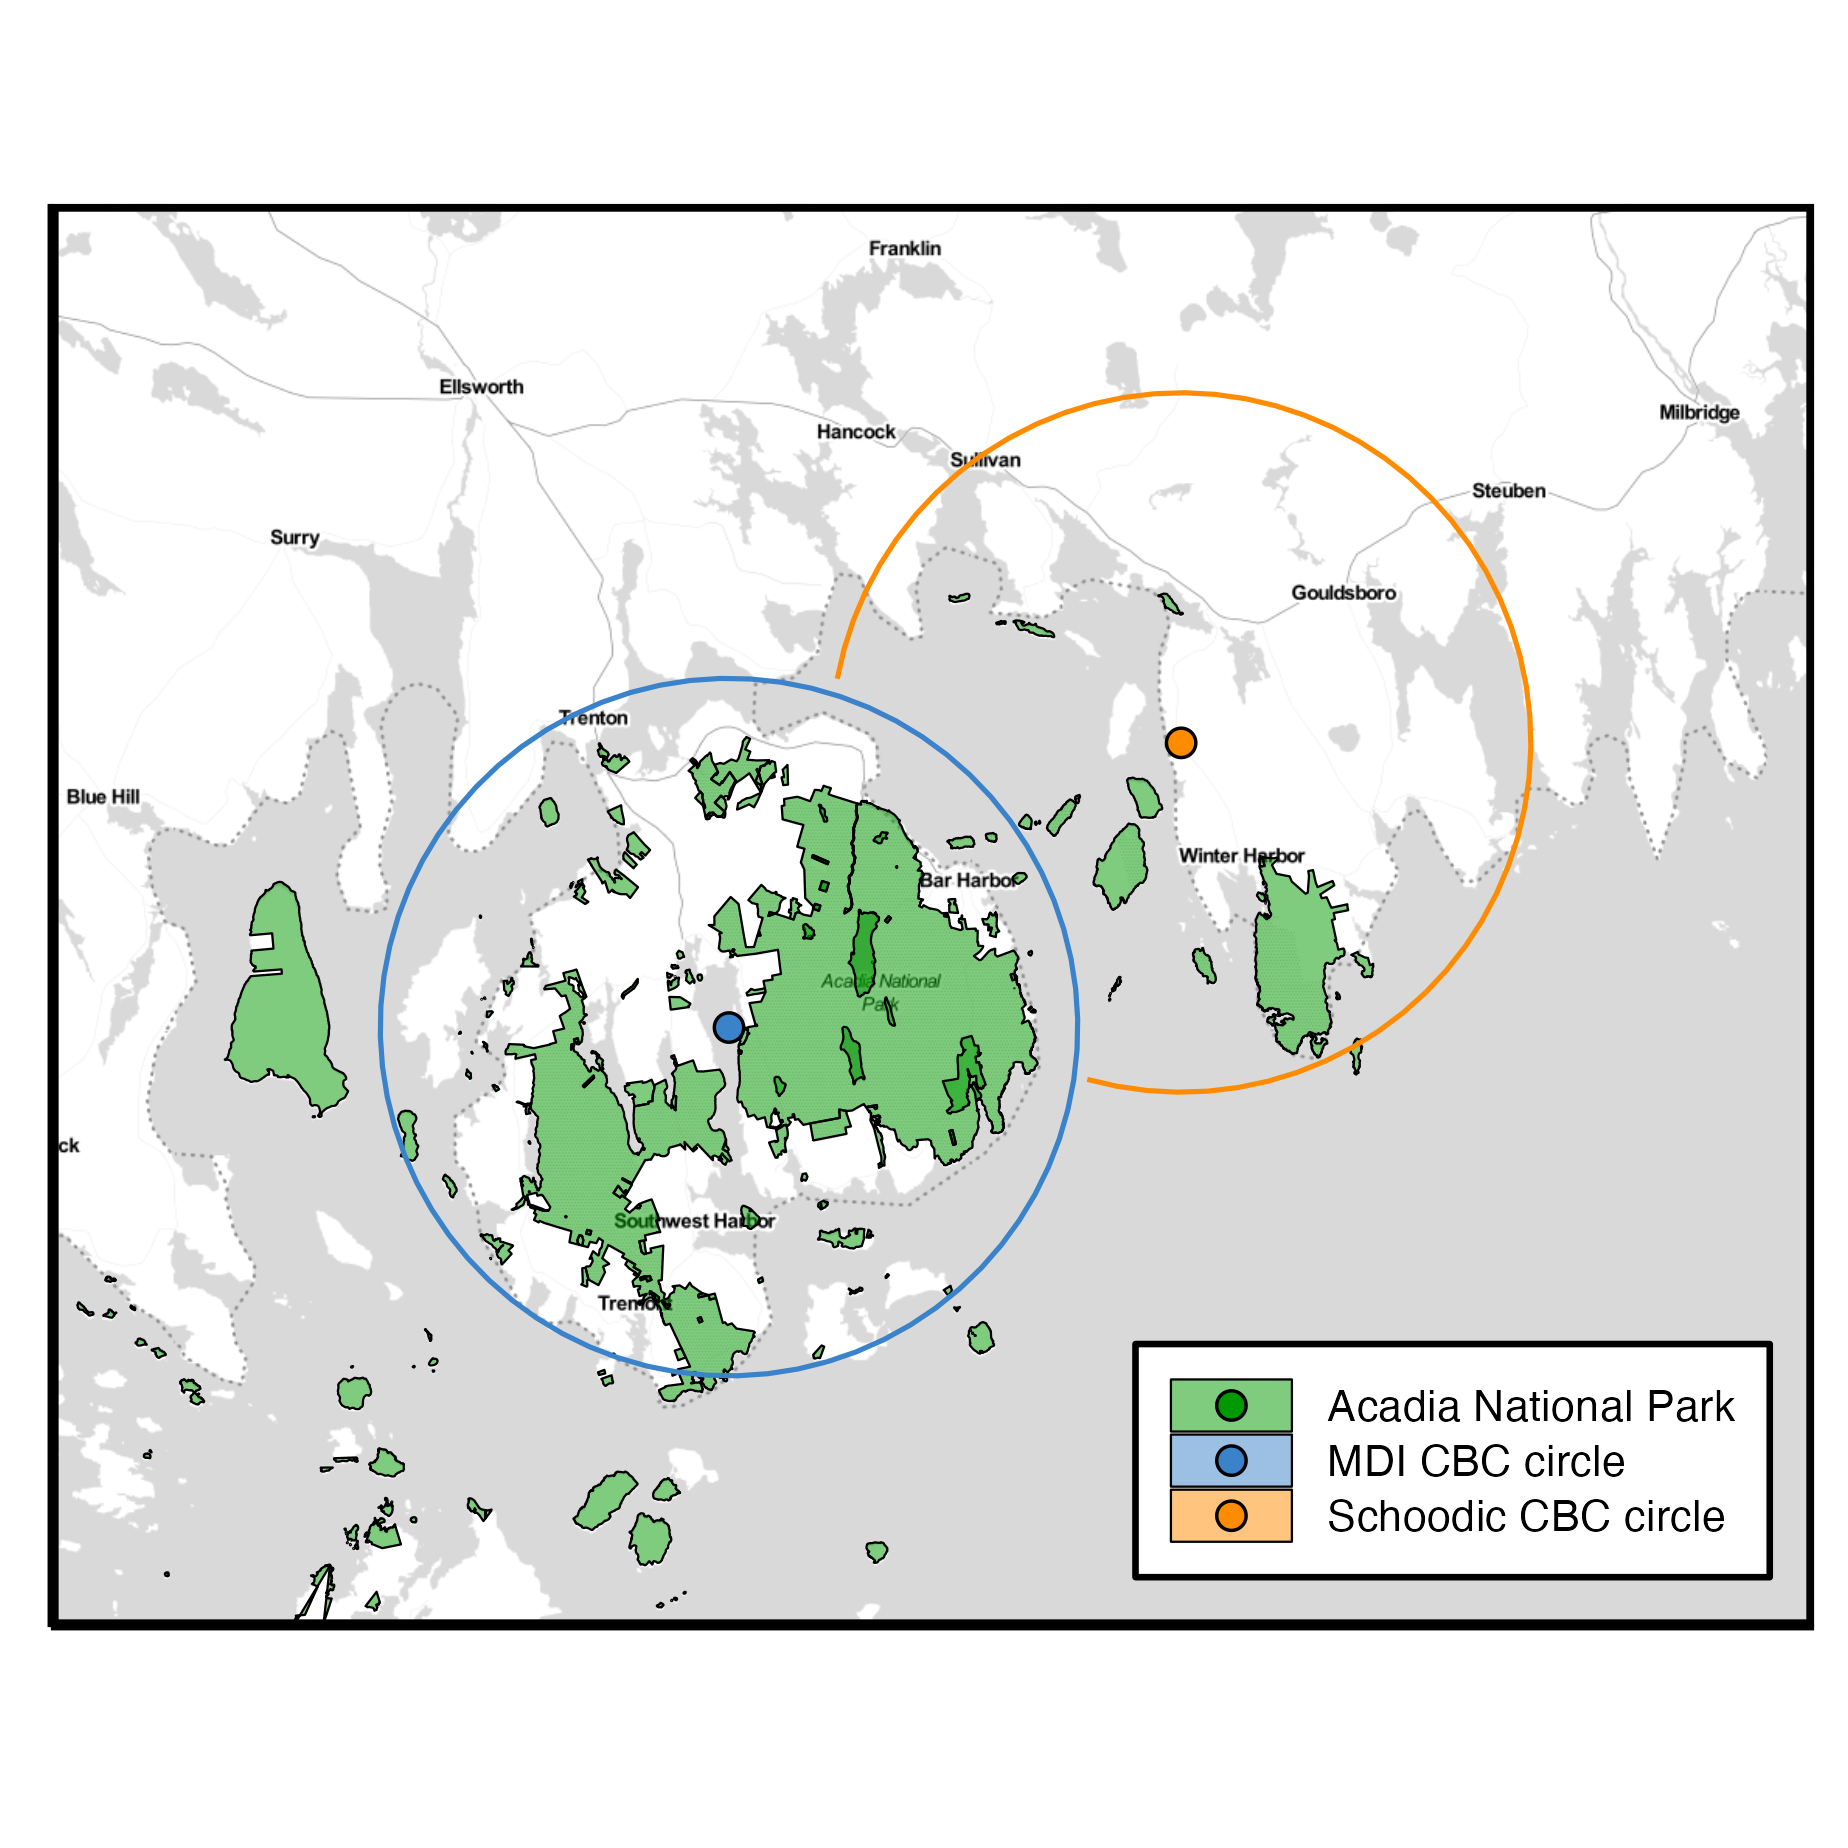 Franklin
Ellsworth
Milbridge
Hancock
Sullivan
Steuben
Surry
Gouldsboro
Trenton
Blue Hill
Winter Harbor
Bar Harbor
Acadia National
Park
ck
Southwest Harbor
Tremont
Acadia National Park
MDI CBC circle
Schoodic CBC circle